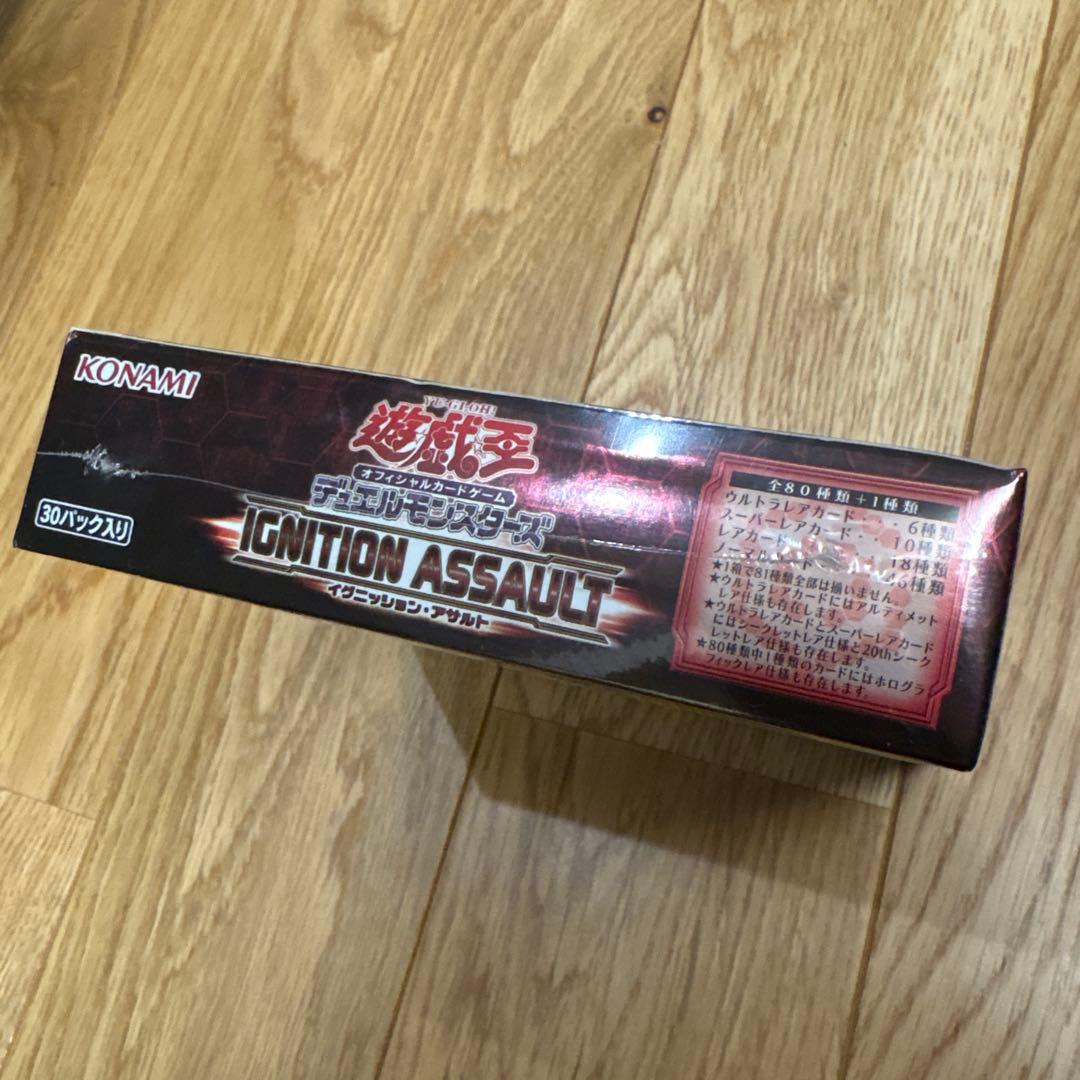 KONAMI
YU-GI-OH!
遊戯王
オフィシャルカードゲーム
デュエルモンスターズ
IGNITION ASSAULT
イグニッション・アサルト
30パック入り
全80種類+1種類
ウルトラレアカード・・6種類
スーパーレアカード・10種類
レアカード 18種類
ノーマル ド 46種類
★1箱で81種類全部は揃いません。
★ウルトラレアカードにはアルティメット
レア仕様も存在します。
★ウルトラレアカードとスーパーレアカード
にはシークレットレア仕様と20thシーク
レットレア仕様も存在します。
★80種類中1種類のカードにはホログラ
フィックレア仕様も存在します。